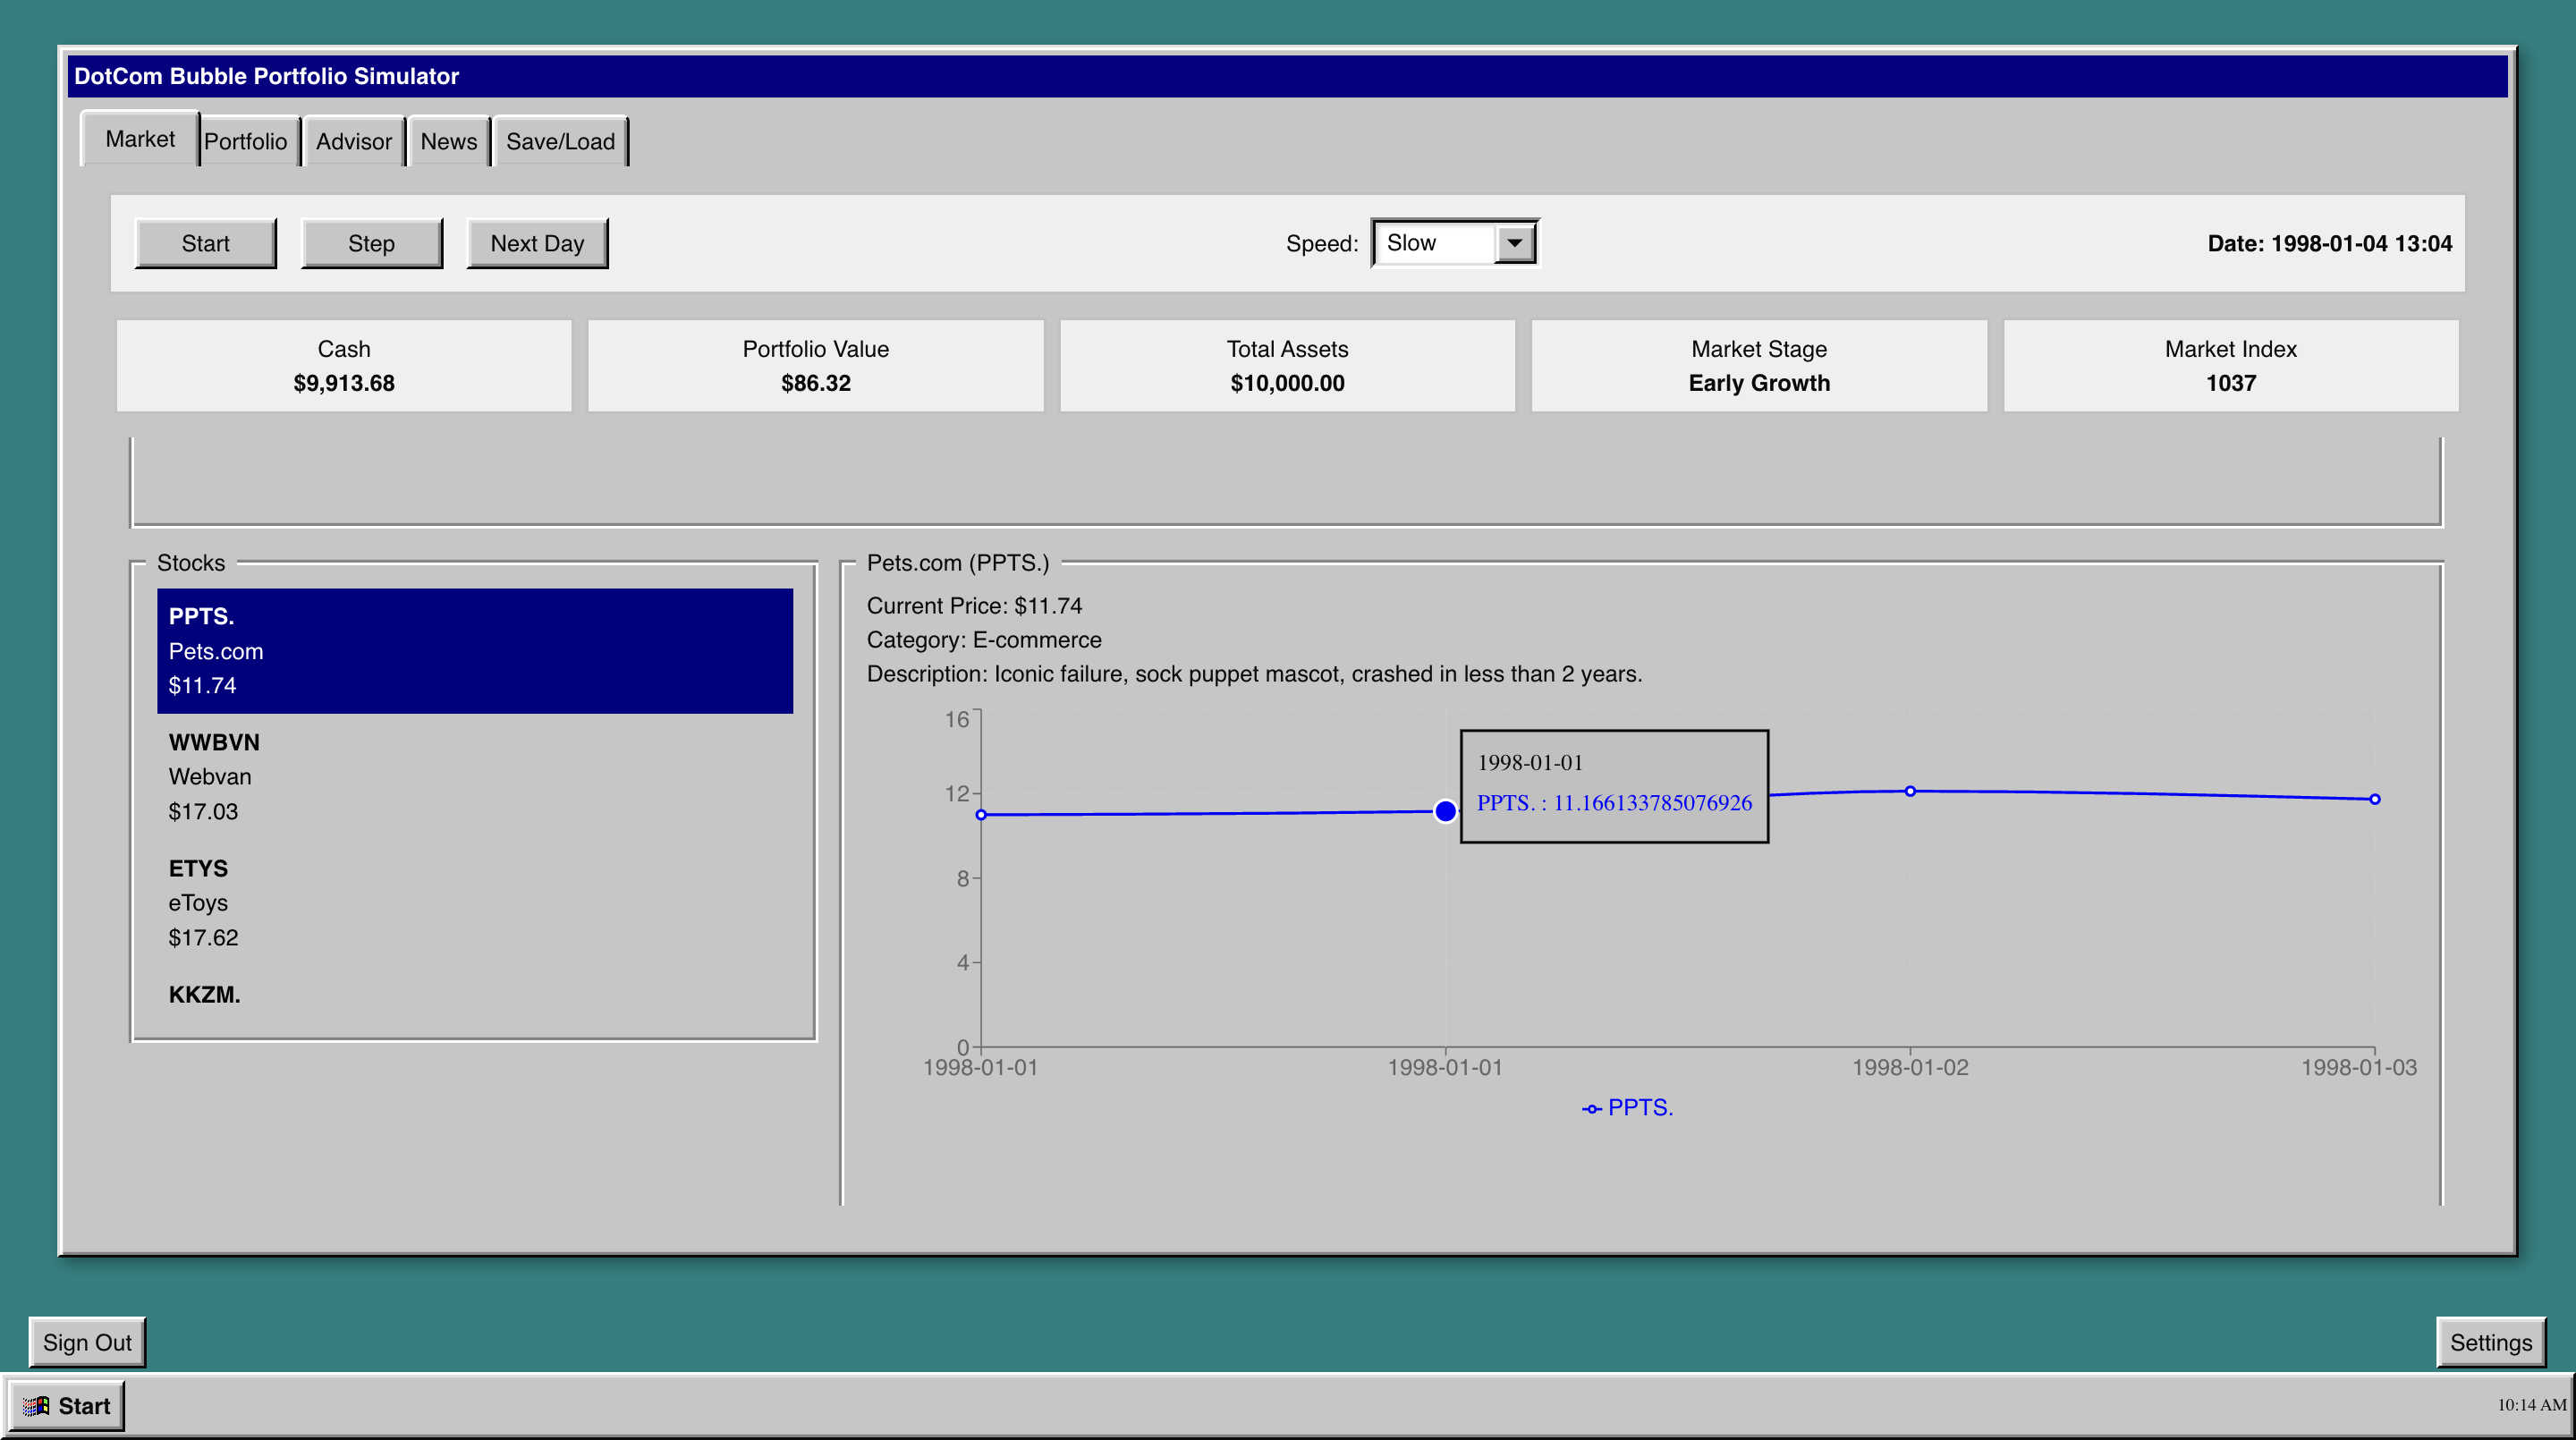 DotCom Bubble Portfolio Simulator
Market Portfolio Advisor News Save/Load
Start Step Next Day Speed: Slow Date: 1998-01-04 13:04
Cash Portfolio Value Total Assets Market Stage Market Index
$9,913.68 $86.32 $10,000.00 Early Growth 1037
Stocks
PPTS.
Pets.com
$11.74
WWBVN
Webvan
$17.03
ETYS
eToys
$17.62
KKZM.
Pets.com (PPTS.)
Current Price: $11.74
Category: E-commerce
Description: Iconic failure, sock puppet mascot, crashed in less than 2 years.
16
12
8
4
0
1998-01-01
PPTS. : 11.166133785076926
1998-01-01 1998-01-01 1998-01-02 1998-01-03
PPTS.
Sign Out Settings
Start 10:14 AM